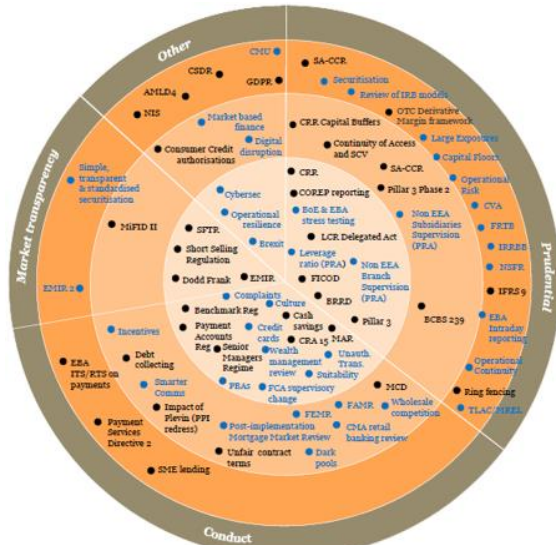 Other
Prudential
Conduct
Market transparency
CMU
CSDR
GDPR
AMLD4
NIS
Market based
finance
Digital
disruption
Consumer Credit
authorisations
Cybersec
Operational
resilience
Brexit
SA-CCR
Securitisation
Review of IRB models
OTC Derivative
Margin framework
CRR Capital Buffers
Continuity of Access
and SCV
Large Exposures
Capital Floors
SA-CCR
Operational
Risk
CRR
COREP reporting
Pillar 3 Phase 2
CVA
BoE & EBA
stress testing
Non EEA
Subsidiaries
Supervision
(PRA)
FRTB
LCR Delegated Act
IRRBB
Leverage
ratio (PRA)
Non EEA
Branch
Supervision
(PRA)
NSFR
FICOD
IFRS 9
BRRD
BCBS 239
EBA
Intraday
reporting
Pillar 3
MAR
Operational
Continuity
Ring fencing
TLAC/MREL
Simple,
transparent
& standardised
securitisation
MiFID II
SFTR
Short Selling
Regulation
Dodd Frank
EMIR
EMIR 2
Complaints
Culture
Benchmark Reg
Cash
savings
Incentives
Payment
Accounts
Reg
Credit
cards
CRA 15
Senior
Managers
Regime
Wealth
management
review
Unauth.
Trans.
Suitability
EBA
ITS/RTS on
payments
Debt
collecting
Smarter
Comms
PBAs
FCA supervisory
change
MCD
FAMR
Wholesale
competition
Impact of
Plevin (PPI
redress)
FEMR
Post-implementation
Mortgage Market Review
CMA retail
banking review
Payment
Services
Directive 2
Unfair contract
terms
Dark
pools
SME lending